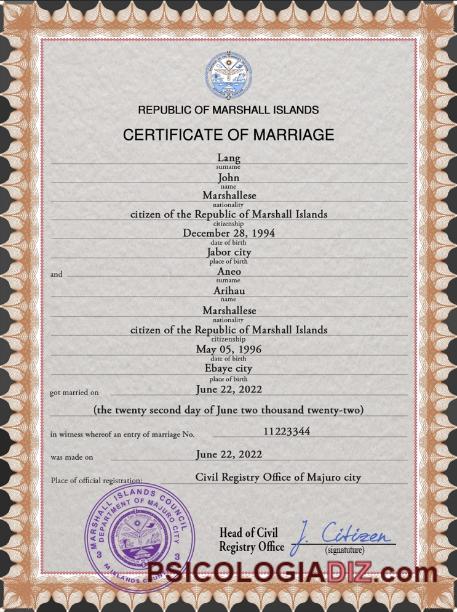 REPUBLIC OF MARSHALL ISLANDS
CERTIFICATE OF MARRIAGE
Lang
surname
John
name
Marshallese
nationality
citizen of the Republic of Marshall Islands
citizenship
December 28, 1994
date of birth
Jabor city
place of birth
and Aneo
surname
Arihau
name
Marshallese
nationality
citizen of the Republic of Marshall Islands
citizenship
May 05, 1996
date of birth
Ebaye city
place of birth
got married on June 22, 2022
(the twenty second day of June two thousand twenty-two)
in witness whereof an entry of marriage No. 11223344
was made on June 22, 2022
Place of official registration: Civil Registry Office of Majuro city
MARSHALL ISLANDS COUNCIL
DEPARTMENT OF MAJURO CITY
3 3
Head of Civil
Registry Office
J. Citizen
(signatuture)
PSICOLOGIADIZ.com